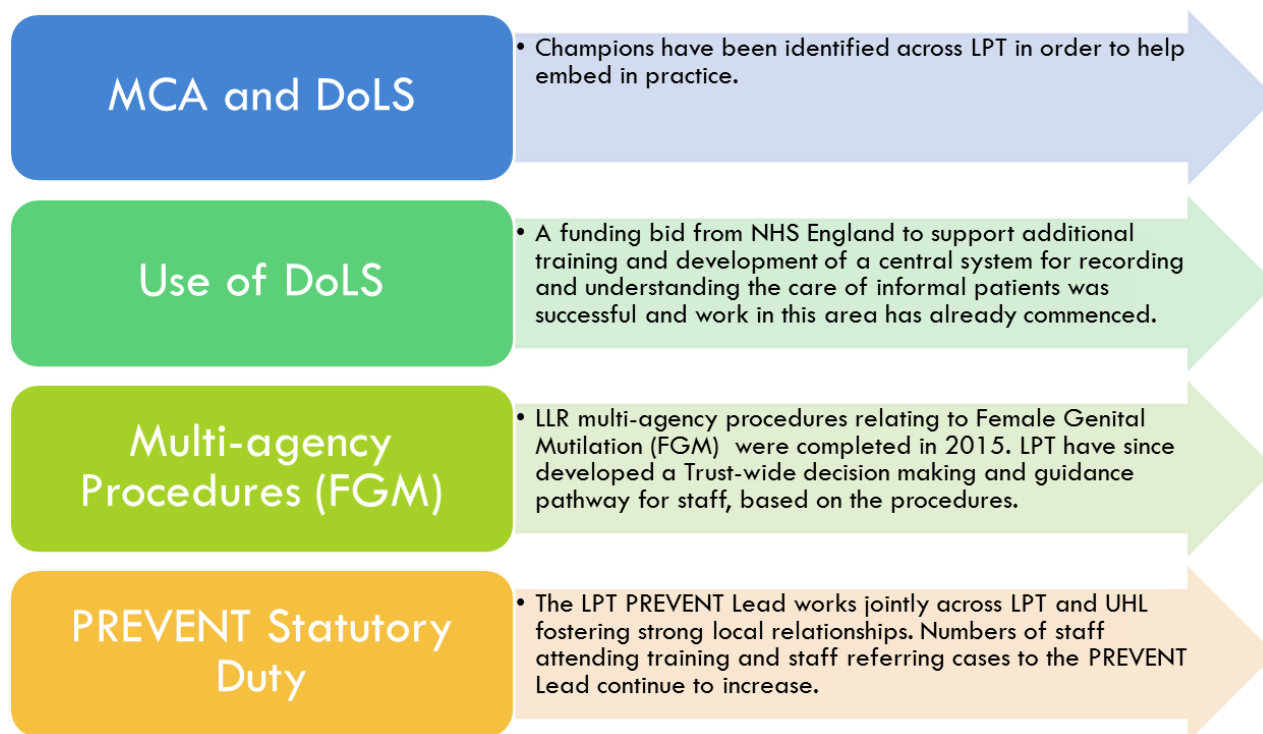 MCA and DoLS
• Champions have been identified across LPT in order to help
embed in practice.
Use of DoLS
• A funding bid from NHS England to support additional
training and development of a central system for recording
and understanding the care of informal patients was
successful and work in this area has already commenced.
Multi-agency
Procedures (FGM)
• LLR multi-agency procedures relating to Female Genital
Mutilation (FGM)  were completed in 2015. LPT have since
developed a Trust-wide decision making and guidance
pathway for staff, based on the procedures.
PREVENT Statutory
Duty
• The LPT PREVENT Lead works jointly across LPT and UHL
fostering strong local relationships. Numbers of staff
attending training and staff referring cases to the PREVENT
Lead continue to increase.